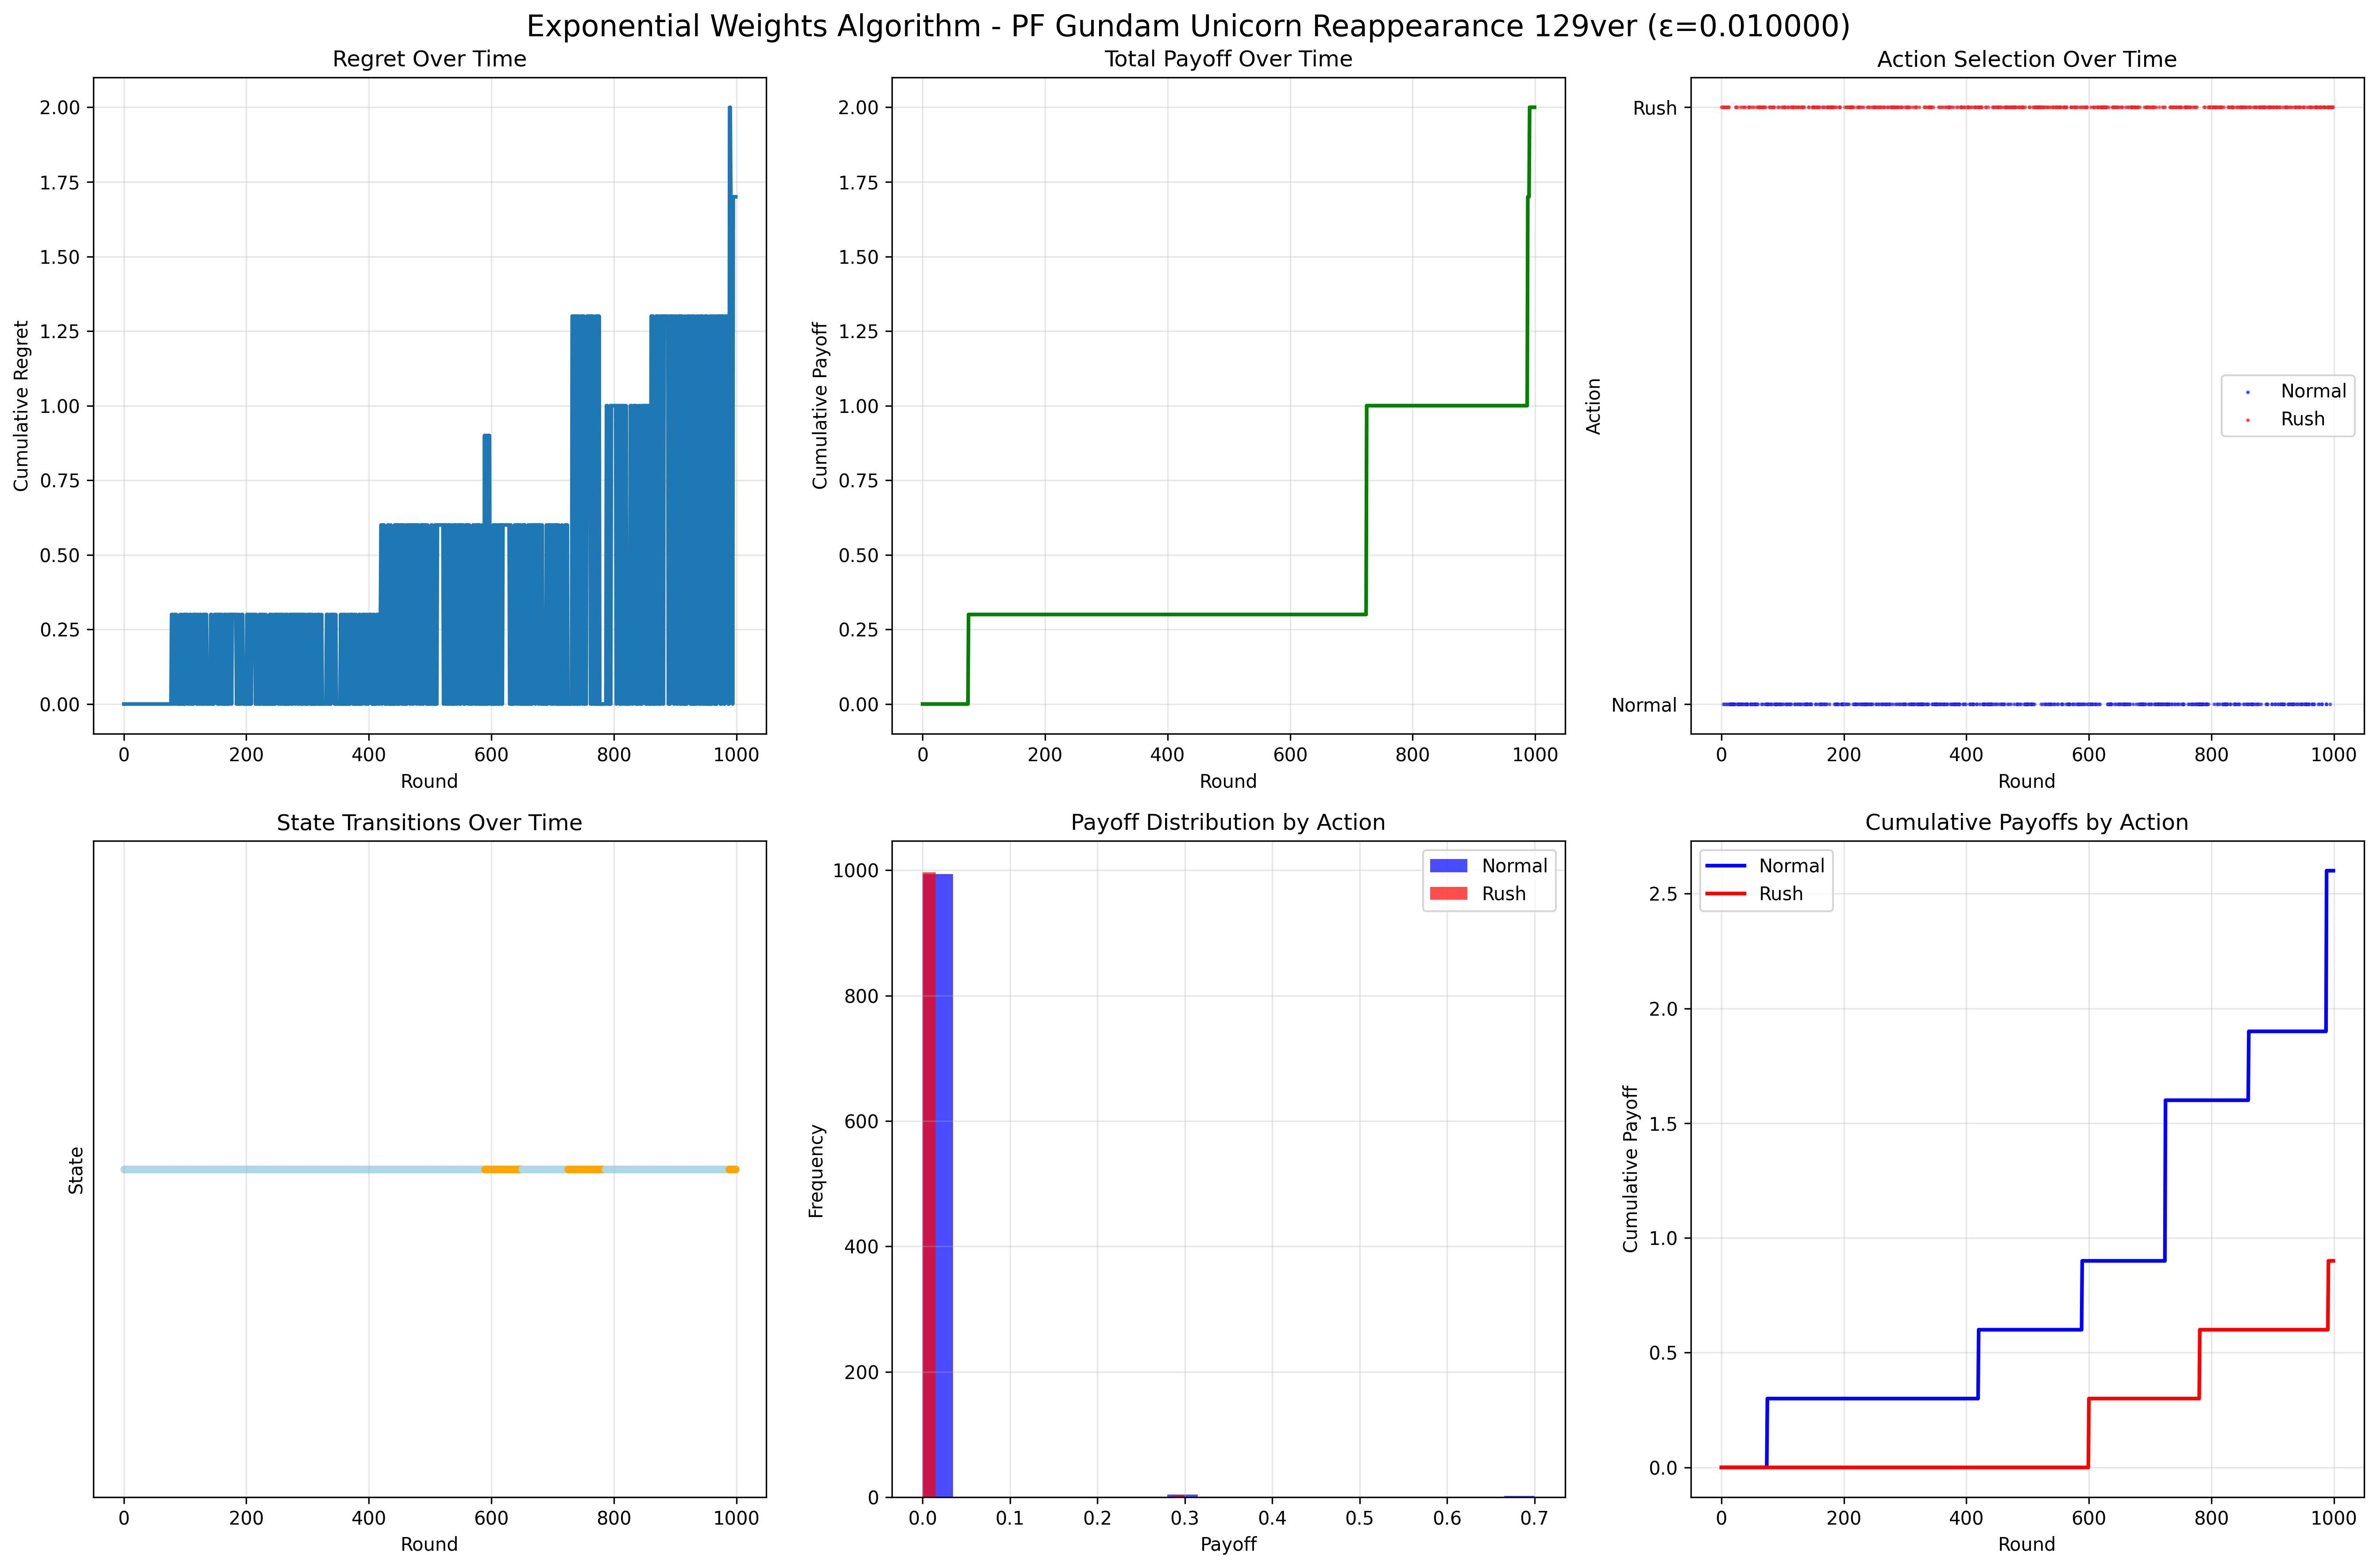 Exponential Weights Algorithm - PF Gundam Unicorn Reappearance 129ver (ε=0.010000)
Regret Over Time
Cumulative Regret
2.00
1.75
1.50
1.25
1.00
0.75
0.50
0.25
0.00
0 200 400 600 800 1000
Round
Total Payoff Over Time
Cumulative Payoff
2.00
1.75
1.50
1.25
1.00
0.75
0.50
0.25
0.00
0 200 400 600 800 1000
Round
Action Selection Over Time
Action
Rush
Normal
Normal
Rush
0 200 400 600 800 1000
Round
State Transitions Over Time
State
0 200 400 600 800 1000
Round
Payoff Distribution by Action
Frequency
1000
800
600
400
200
0
Normal
Rush
0.0 0.1 0.2 0.3 0.4 0.5 0.6 0.7
Payoff
Cumulative Payoffs by Action
Cumulative Payoff
Normal
Rush
2.5
2.0
1.5
1.0
0.5
0.0
0 200 400 600 800 1000
Round